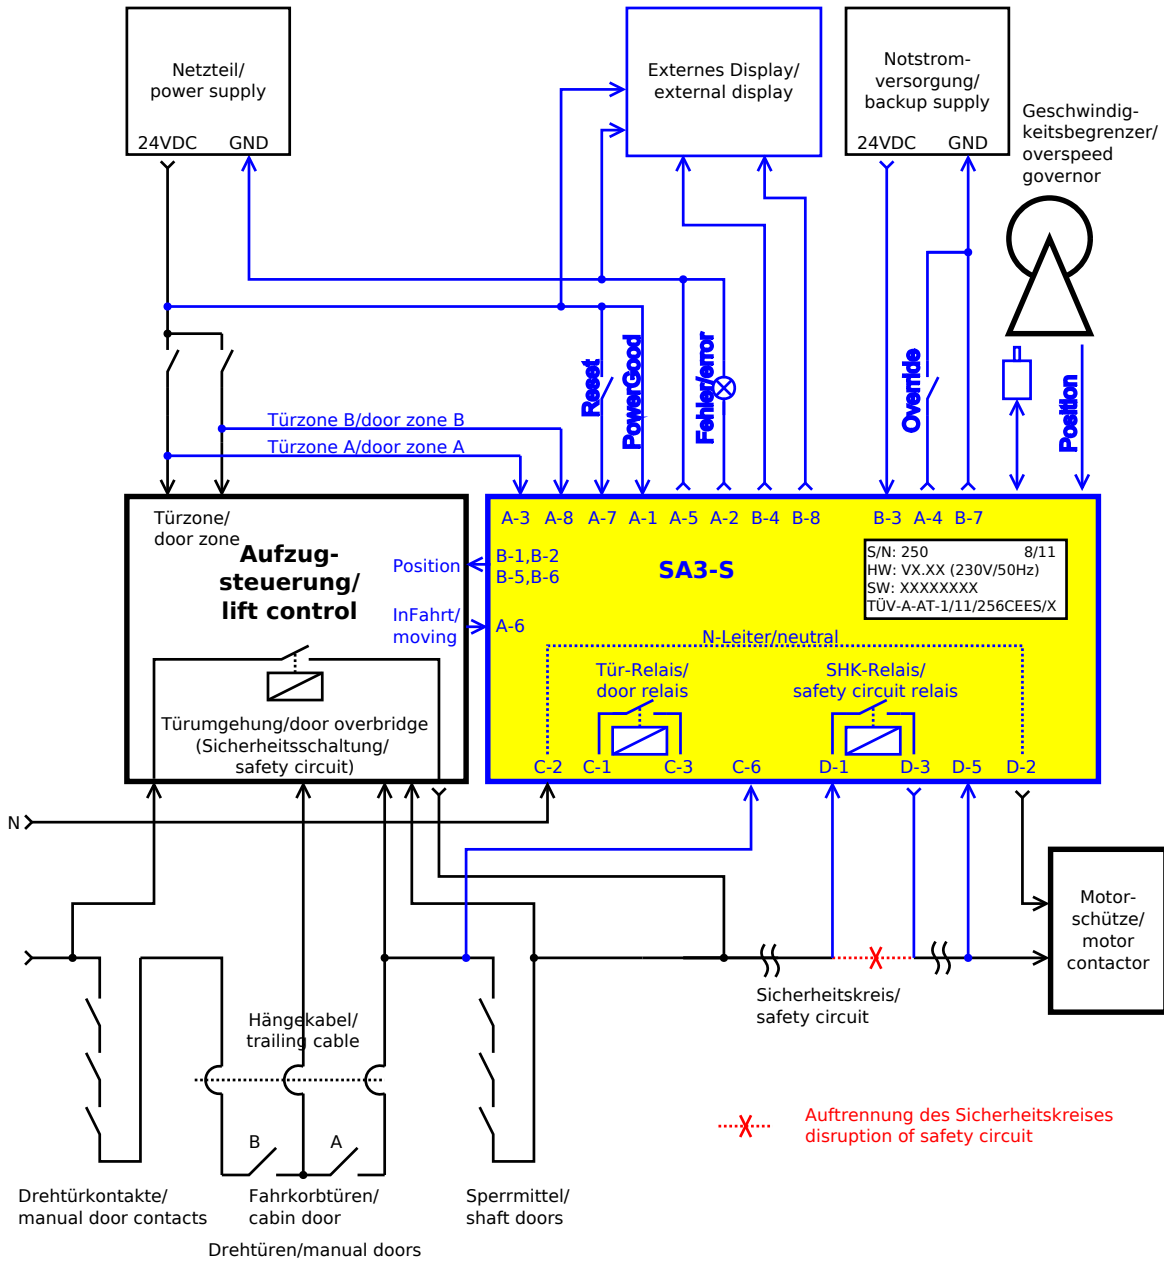 Netzteil/
power supply
24VDC GND
Externes Display/
external display
Notstrom-
versorgung/
backup supply
24VDC GND
Geschwindig-
keitsbegrenzer/
overspeed
governor
Reset
PowerGood
Fehler/error
Override
Position
Türzone B/door zone B
Türzone A/door zone A
Türzone/
door zone
Aufzug-
steuerung/
lift control
Position
InFahrt/
moving
A-3 A-8 A-7 A-1 A-5 A-2 B-4 B-8 B-3 A-4 B-7
B-1,B-2
B-5,B-6
A-6
SA3-S
S/N: 250 8/11
HW: VX.XX (230V/50Hz)
SW: XXXXXXXX
TÜV-A-AT-1/11/256CEES/X
N-Leiter/neutral
Tür-Relais/
door relais
SHK-Relais/
safety circuit relais
C-2 C-1 C-3 C-6 D-1 D-3 D-5 D-2
Türumgehung/door overbridge
(Sicherheitsschaltung/
safety circuit)
N
Motor-
schütze/
motor
contactor
Sicherheitskreis/
safety circuit
Hängekabel/
trailing cable
B A
Auftrennung des Sicherheitskreises
disruption of safety circuit
Drehtürkontakte/
manual door contacts
Fahrkorbtüren/
cabin door
Sperrmittel/
shaft doors
Drehtüren/manual doors